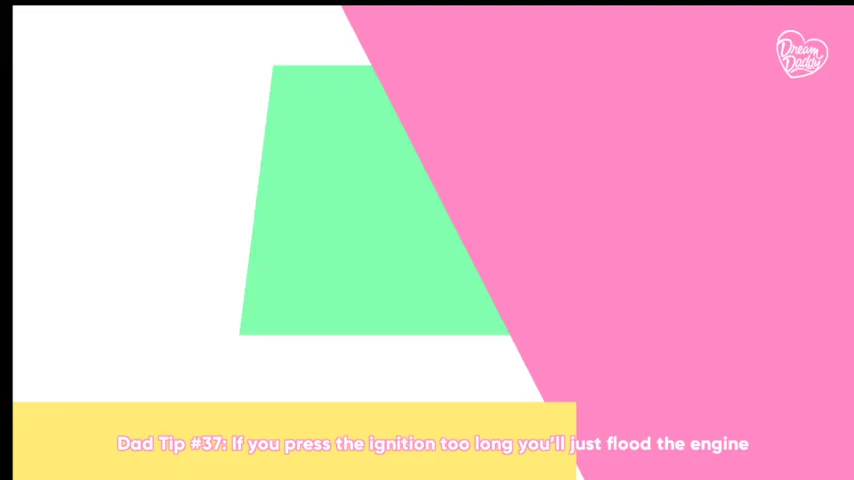 Dream
Daddy
Dad Tip #37: If you press the ignition too long you'll just flood the engine